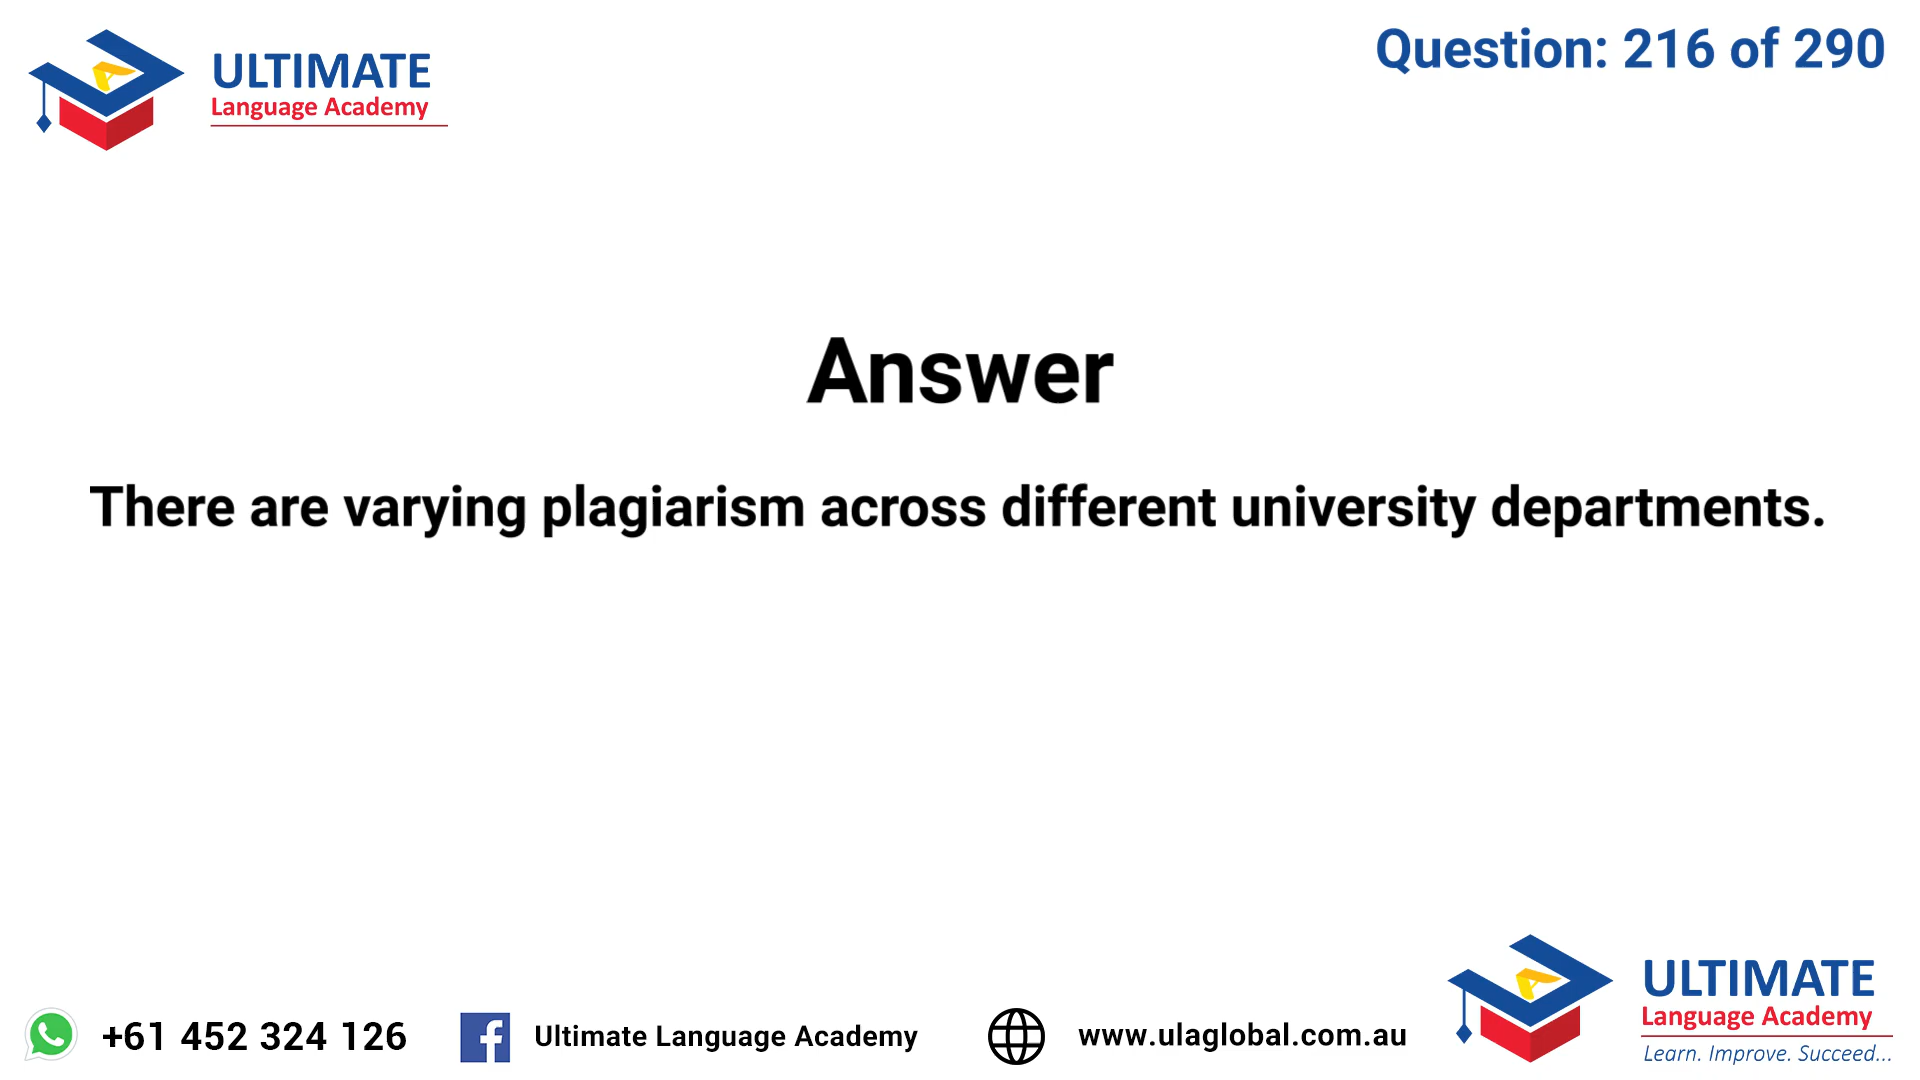 ULTIMATE
Language Academy
Question: 216 of 290
Answer
There are varying plagiarism across different university departments.
+61 452 324 126
Ultimate Language Academy
www.ulaglobal.com.au
ULTIMATE
Language Academy
Learn. Improve. Succeed...